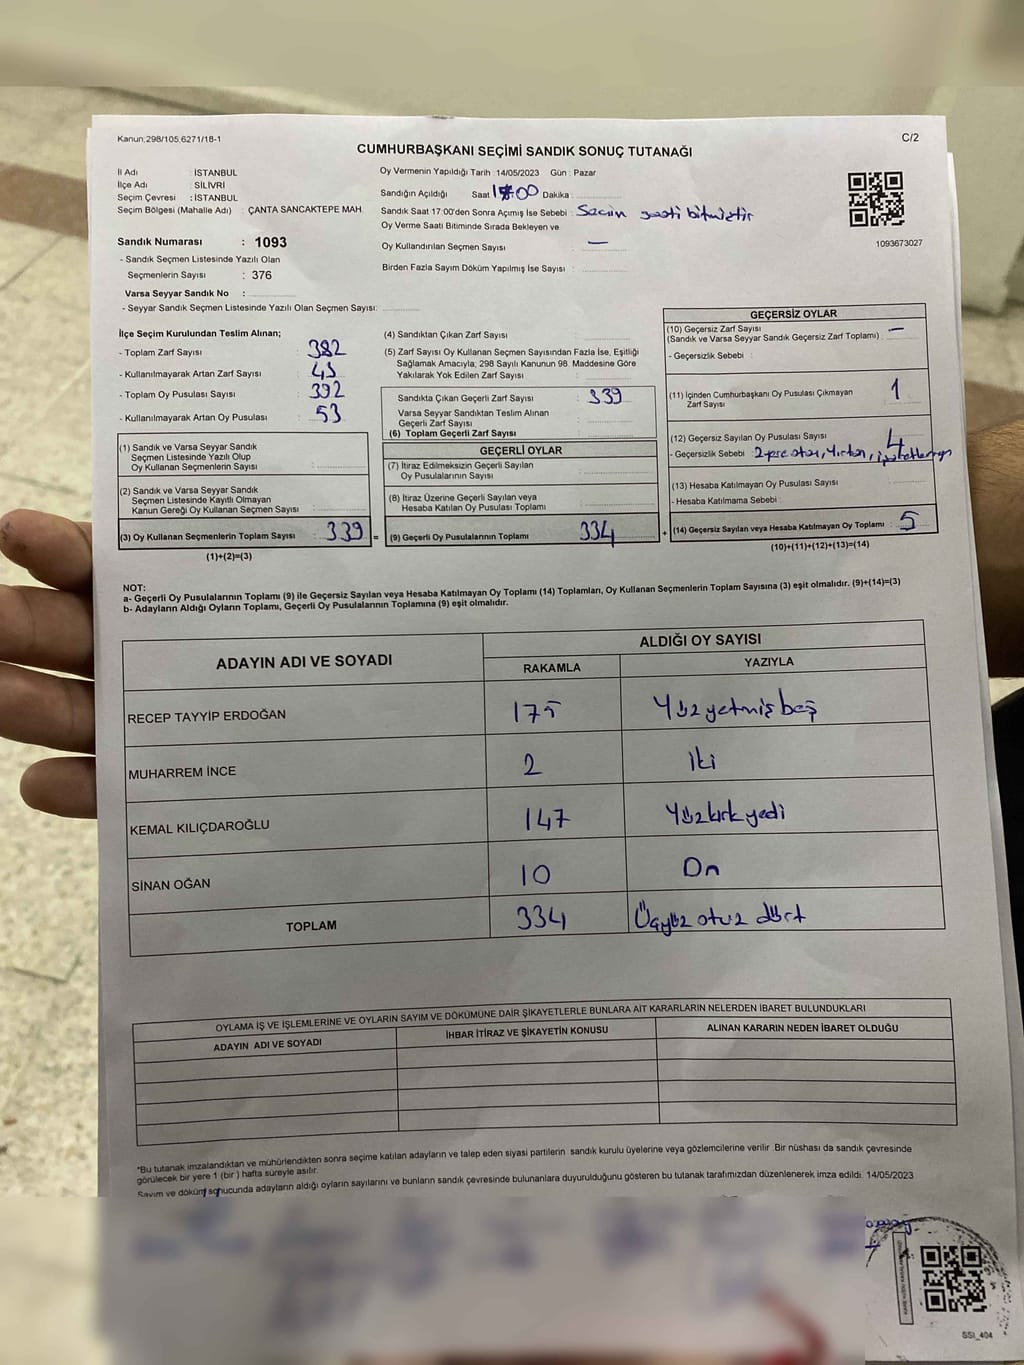 Kanun;298/105,6271/18-1
C/2
CUMHURBAŞKANI SEÇİMİ SANDIK SONUÇ TUTANAĞI
İl Adı : İSTANBUL
İlçe Adı : SİLİVRİ
Seçim Çevresi : İSTANBUL
Seçim Bölgesi (Mahalle Adı) : ÇANTA SANCAKTEPE MAH.
Sandık Numarası : 1093
- Sandık Seçmen Listesinde Yazılı Olan
Seçmenlerin Sayısı : 376
Varsa Seyyar Sandık No :
- Seyyar Sandık Seçmen Listesinde Yazılı Olan Seçmen Sayısı:
Oy Vermenin Yapıldığı Tarih : 14/05/2023 Gün : Pazar
Sandığın Açıldığı Saat :00 Dakika :
Sandık Saat 17:00'den Sonra Açımış İse Sebebi : Seçim saati bitmiştir
Oy Verme Saati Bitiminde Sırada Bekleyen ve
Oy Kullandırılan Seçmen Sayısı : —
Birden Fazla Sayım Döküm Yapılmış İse Sayısı :
1093673027
İlçe Seçim Kurulundan Teslim Alınan;
- Toplam Zarf Sayısı : 382
- Kullanılmayarak Artan Zarf Sayısı : 43
- Toplam Oy Pusulası Sayısı : 392
- Kullanılmayarak Artan Oy Pusulası : 53
(1) Sandık ve Varsa Seyyar Sandık
Seçmen Listesinde Yazılı Olup
Oy Kullanan Seçmenlerin Sayısı :
(2) Sandık ve Varsa Seyyar Sandık
Seçmen Listesinde Kayıtlı Olmayan
Kanun Gereği Oy Kullanan Seçmen Sayısı :
(3) Oy Kullanan Seçmenlerin Toplam Sayısı : 339 =
(1)+(2)=(3)
(4) Sandıktan Çıkan Zarf Sayısı :
(5) Zarf Sayısı Oy Kullanan Seçmen Sayısından Fazla İse, Eşitliği
Sağlamak Amacıyla, 298 Sayılı Kanunun 98. Maddesine Göre
Yakılarak Yok Edilen Zarf Sayısı :
Sandıkta Çıkan Geçerli Zarf Sayısı : 339
Varsa Seyyar Sandıktan Teslim Alınan
Geçerli Zarf Sayısı :
(6) Toplam Geçerli Zarf Sayısı :
GEÇERLİ OYLAR
(7) İtiraz Edilmeksizin Geçerli Sayılan
Oy Pusulalarının Sayısı :
(8) İtiraz Üzerine Geçerli Sayılan veya
Hesaba Katılan Oy Pusulası Toplamı :
(9) Geçerli Oy Pusulalarının Toplamı : 334 +
GEÇERSİZ OYLAR
(10) Geçersiz Zarf Sayısı
(Sandık ve Varsa Seyyar Sandık Geçersiz Zarf Toplamı) : —
- Geçersizlik Sebebi :
(11) İçinden Cumhurbaşkanı Oy Pusulası Çıkmayan
Zarf Sayısı : 1
(12) Geçersiz Sayılan Oy Pusulası Sayısı : 4
- Geçersizlik Sebebi :
(13) Hesaba Katılmayan Oy Pusulası Sayısı :
- Hesaba Katılmama Sebebi :
(14) Geçersiz Sayılan veya Hesaba Katılmayan Oy Toplamı : 5
(10)+(11)+(12)+(13)=(14)
NOT:
a- Geçerli Oy Pusulalarının Toplamı (9) ile Geçersiz Sayılan veya Hesaba Katılmayan Oy Toplamı (14) Toplamları, Oy Kullanan Seçmenlerin Toplam Sayısına (3) eşit olmalıdır. (9)+(14)=(3)
b- Adayların Aldığı Oyların Toplamı, Geçerli Oy Pusulalarının Toplamına (9) eşit olmalıdır.
ADAYIN ADI VE SOYADI
ALDIĞI OY SAYISI
RAKAMLA YAZIYLA
RECEP TAYYİP ERDOĞAN 175 Yüzyetmişbeş
MUHARREM İNCE 2 İki
KEMAL KILIÇDAROĞLU 147 Yüzkırkyedi
SİNAN OĞAN 10 On
TOPLAM 334 Üçyüz otuz dört
OYLAMA İŞ VE İŞLEMLERİNE VE OYLARIN SAYIM VE DÖKÜMÜNE DAİR ŞİKAYETLERLE BUNLARA AİT KARARLARIN NELERDEN İBARET BULUNDUKLARI
ADAYIN ADI VE SOYADI İHBAR İTİRAZ VE ŞİKAYETİN KONUSU ALINAN KARARIN NEDEN İBARET OLDUĞU
*Bu tutanak imzalandıktan ve mühürlendikten sonra seçime katılan adayların ve talep eden siyasi partilerin sandık kurulu üyelerine veya gözlemcilerine verilir. Bir nüshası da sandık çevresinde
görülecek bir yere 1 (bir ) hafta süreyle asılır.
Sayım ve döküm sonucunda adayların aldığı oyların sayılarını ve bunların sandık çevresinde bulunanlara duyurulduğunu gösteren bu tutanak tarafımızdan düzenlenerek imza edildi. 14/05/2023
SSI_404